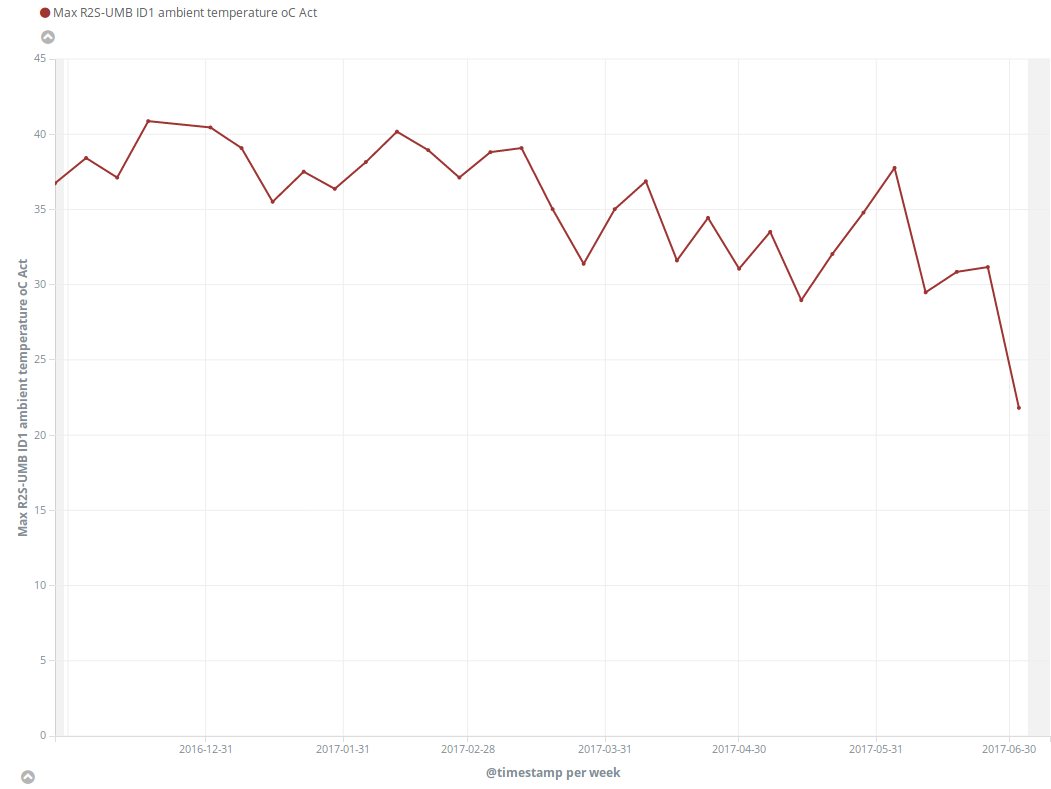 Max R2S-UMB ID1 ambient temperature oC Act
45
40
35
30
25
20
15
10
5
0
Max R2S-UMB ID1 ambient temperature oC Act
2016-12-31 2017-01-31 2017-02-28 2017-03-31 2017-04-30 2017-05-31 2017-06-30
@timestamp per week